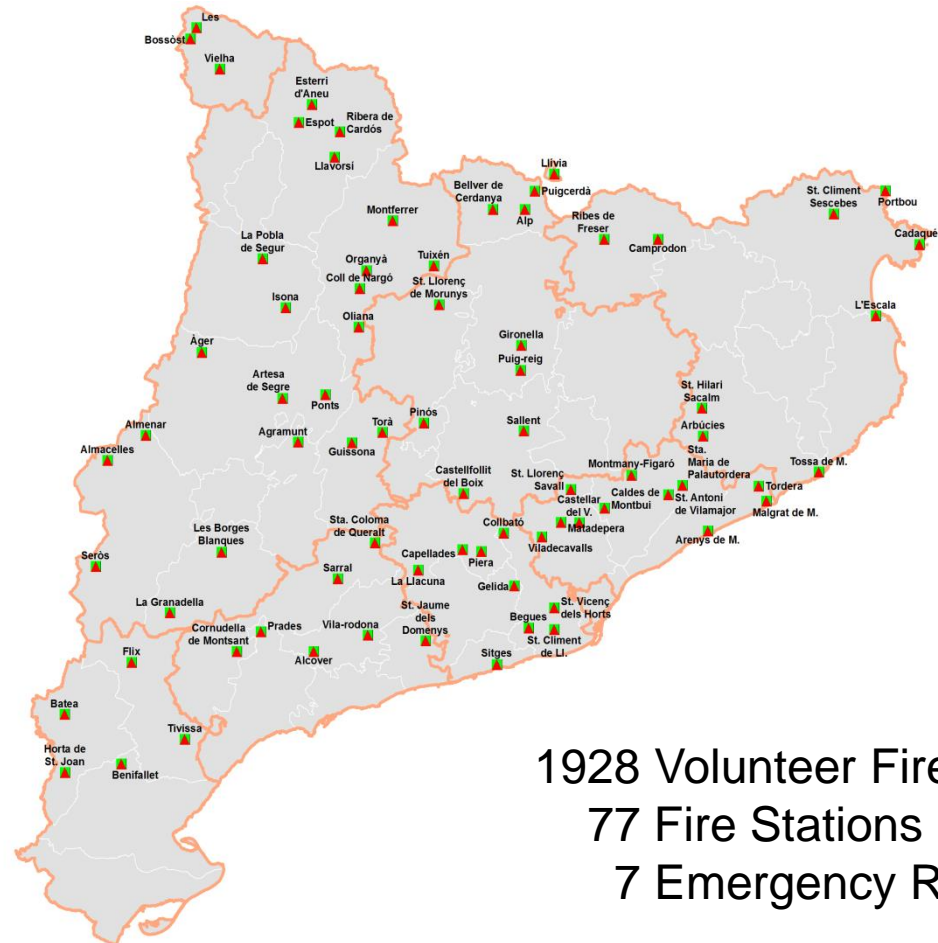 Les
Bossòst
Vielha
Esterri
d'Aneu
Espot
Ribera de
Cardós
Llavorsí
Llívia
Puigcerdà
Bellver de
Cerdanya
Alp
Montferrer
Ribes de
Freser
Camprodon
St. Climent
Sescebes
Portbou
Cadaqué
La Pobla
de Segur
Organyà
Coll de Nargó
Tuixén
St. Llorenç
de Morunys
Isona
Oliana
L'Escala
Àger
Gironella
Puig-reig
Artesa
de Segre
Ponts
St. Hilari
Sacalm
Arbúcies
Almenar
Almacelles
Agramunt
Guissona
Torà
Pinós
Sallent
Sta.
Maria de
Palautordera
Montmany-Figaró
Castellfollit
del Boix
St. Llorenç
Savall
Castellar
del V.
Caldes de
Montbui
St. Antoni
de Vilamajor
Tossa de M.
Tordera
Malgrat de M.
Matadepera
Arenys de M.
Viladecavalls
Collbató
Les Borges
Blanques
Sta. Coloma
de Queralt
Capellades
Piera
Seròs
Sarral
La Llacuna
Gelida
La Granadella
St. Jaume
dels
Domenys
St. Vicenç
dels Horts
Begues
St. Climent
de Ll.
Cornudella
de Montsant
Prades
Vila-rodona
Alcover
Sitges
Flix
Batea
Tivissa
Horta de
St. Joan
Benifallet
1928 Volunteer Fire
77 Fire Stations
7 Emergency R